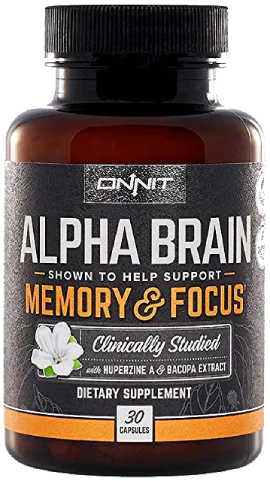 ONNIT
ALPHA BRAIN
SHOWN TO HELP SUPPORT
MEMORY & FOCUS
Clinically Studied
with HUPERZINE A & BACOPA EXTRACT
DIETARY SUPPLEMENT
30
CAPSULES